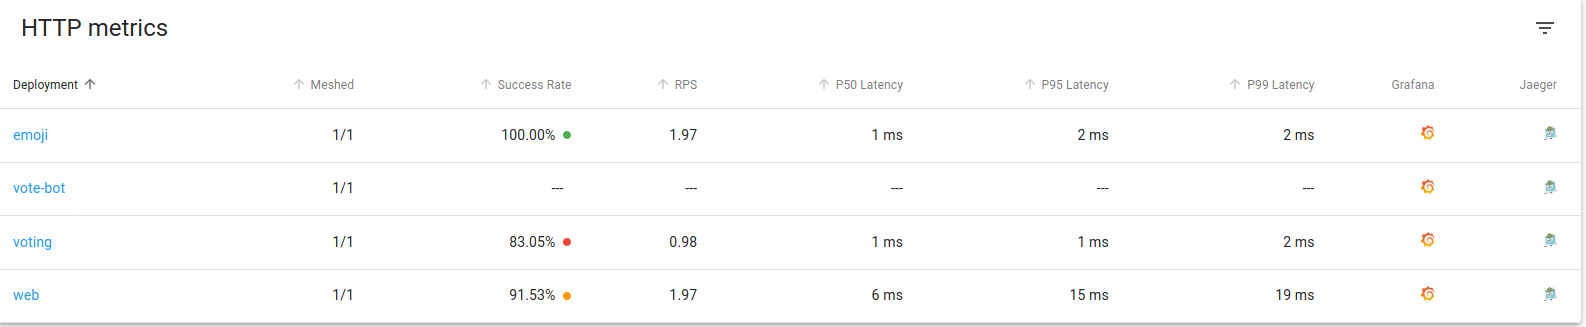 HTTP metrics
Deployment Meshed Success Rate RPS P50 Latency P95 Latency P99 Latency Grafana Jaeger
emoji 1/1 100.00% 1.97 1 ms 2 ms 2 ms
vote-bot 1/1 --- --- --- --- ---
voting 1/1 83.05% 0.98 1 ms 1 ms 2 ms
web 1/1 91.53% 1.97 6 ms 15 ms 19 ms